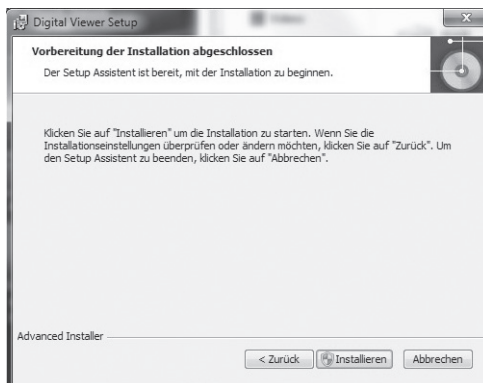 Digital Viewer Setup
Vorbereitung der Installation abgeschlossen
Der Setup Assistent ist bereit, mit der Installation zu beginnen.
Klicken Sie auf "Installieren" um die Installation zu starten. Wenn Sie die
Installationseinstellungen überprüfen oder ändern möchten, klicken Sie auf "Zurück". Um
den Setup Assistent zu beenden, klicken Sie auf "Abbrechen".
Advanced Installer
< Zurück Installieren Abbrechen